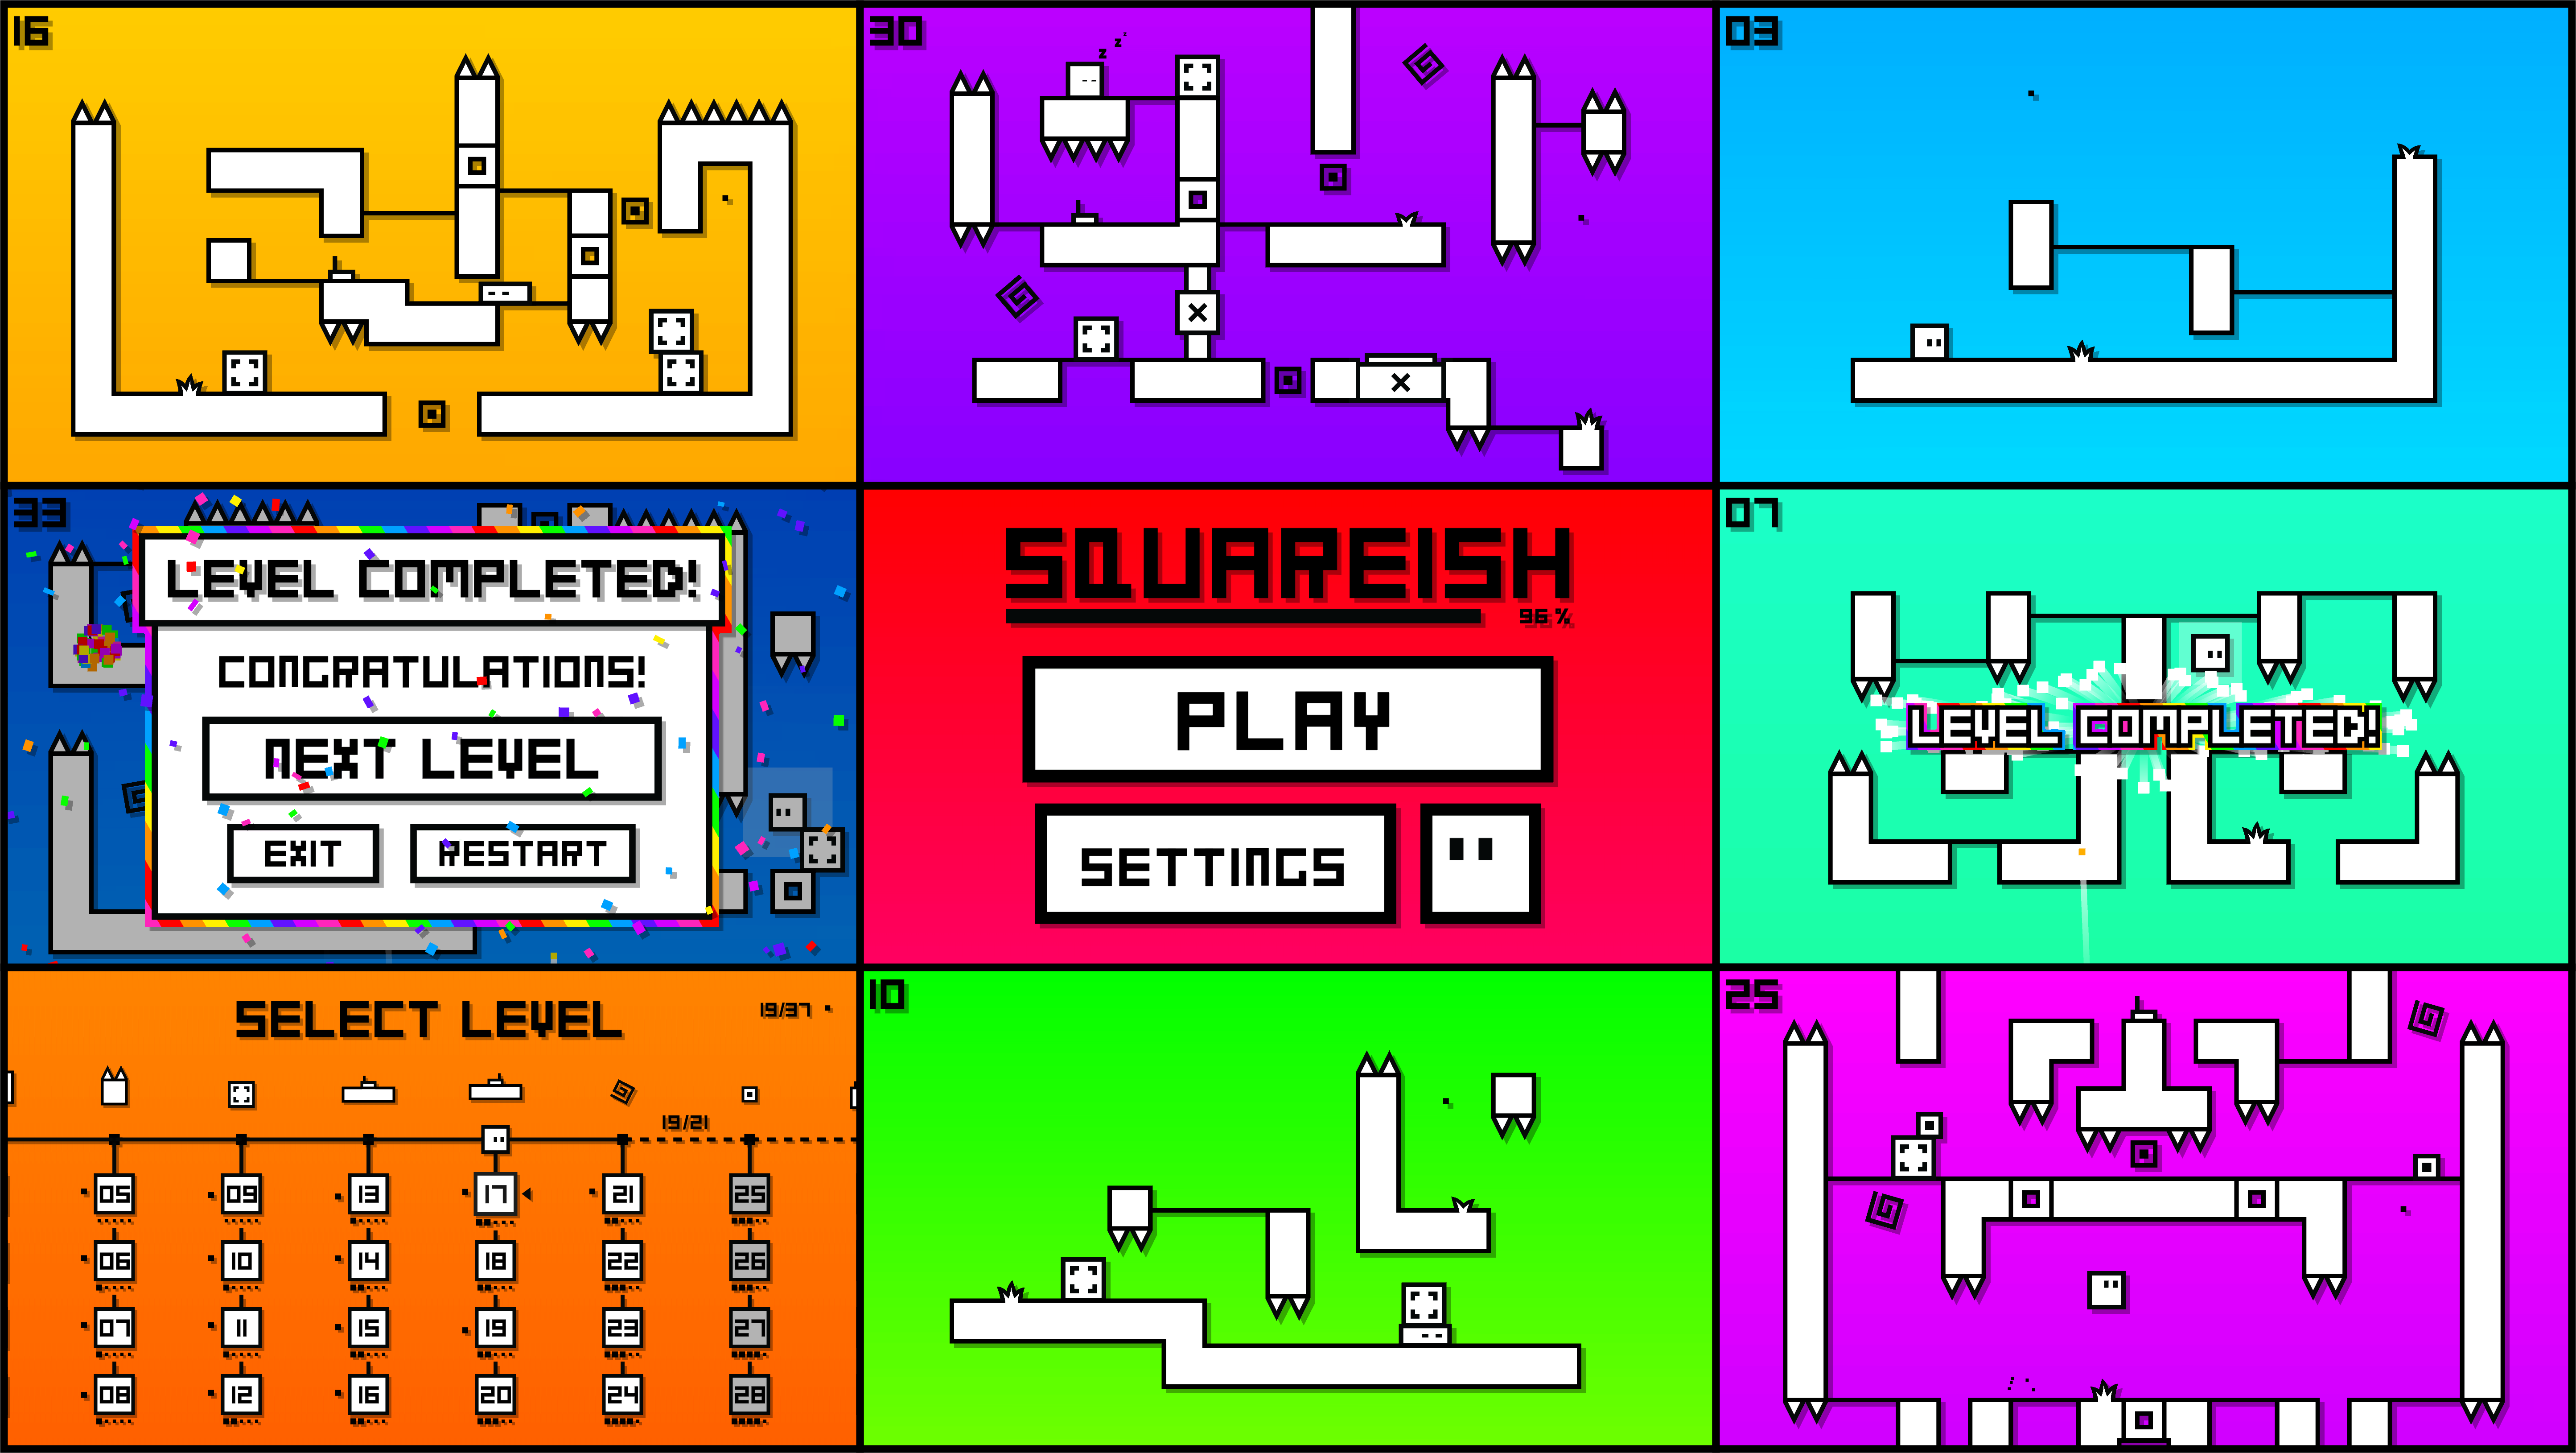 16
30
z z z
03
33
LEVEL COMPLETED!
CONGRATULATIONS!
NEXT LEVEL
EXIT
RESTART
SQUAREISH
96%
PLAY
SETTINGS
07
LEVEL COMPLETED!
SELECT LEVEL
19/37
19/21
05 09 13 17 21 25
06 10 14 18 22 26
07 11 15 19 23 27
08 12 16 20 24 28
10
25